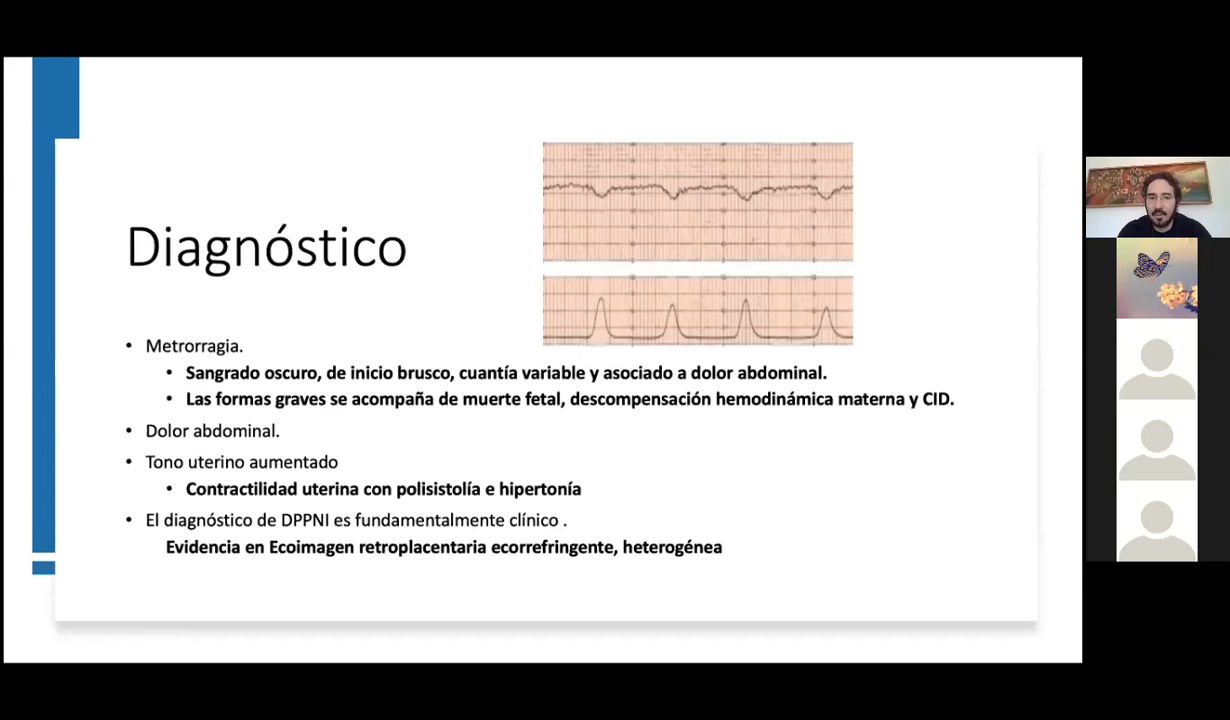 Diagnóstico
• Metrorragia.
• Sangrado oscuro, de inicio brusco, cuantía variable y asociado a dolor abdominal.
• Las formas graves se acompaña de muerte fetal, descompensación hemodinámica materna y CID.
• Dolor abdominal.
• Tono uterino aumentado
• Contractilidad uterina con polisistolía e hipertonía
• El diagnóstico de DPPNI es fundamentalmente clínico .
Evidencia en Ecoimagen retroplacentaria ecorrefringente, heterogénea